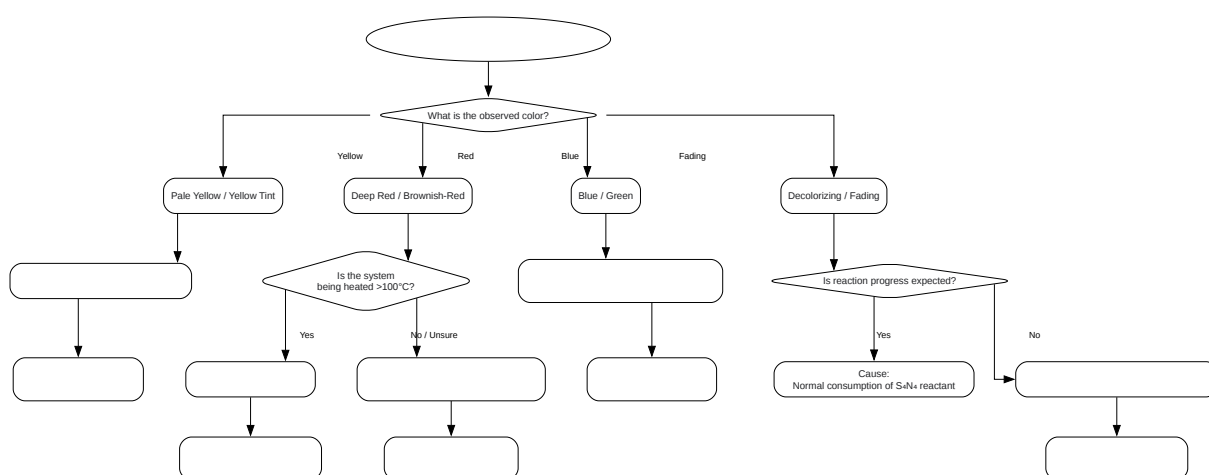 What is the observed color?
Yellow
Red
Blue
Fading
Pale Yellow / Yellow Tint
Deep Red / Brownish-Red
Blue / Green
Decolorizing / Fading
Is the system
being heated >100°C?
Is reaction progress expected?
Yes
No / Unsure
Yes
No
Cause:
Normal consumption of S₄N₄ reactant